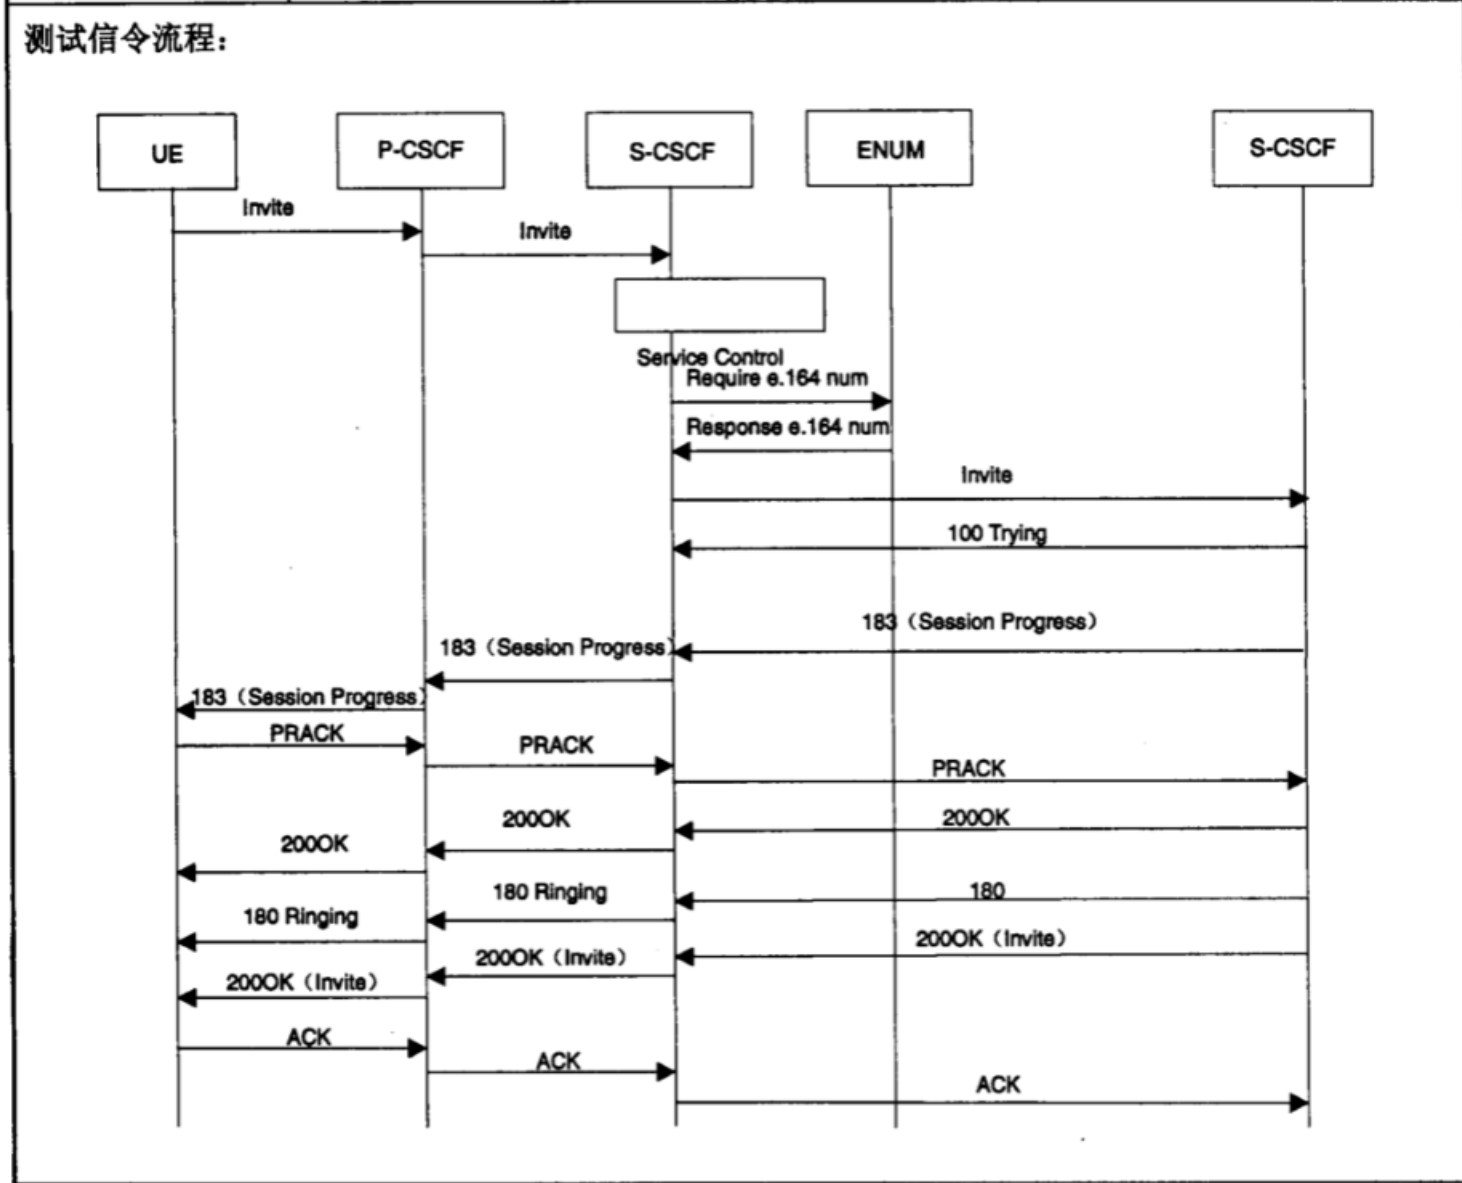 测试信令流程：
UE
P-CSCF
S-CSCF
ENUM
S-CSCF
Invite
Invite
Service Control
Require e.164 num
Response e.164 num
Invite
100 Trying
183（Session Progress）
183（Session Progress）
183（Session Progress）
PRACK
PRACK
PRACK
200OK
200OK
200OK
180
180 Ringing
180 Ringing
200OK（Invite）
200OK（Invite）
200OK（Invite）
ACK
ACK
ACK